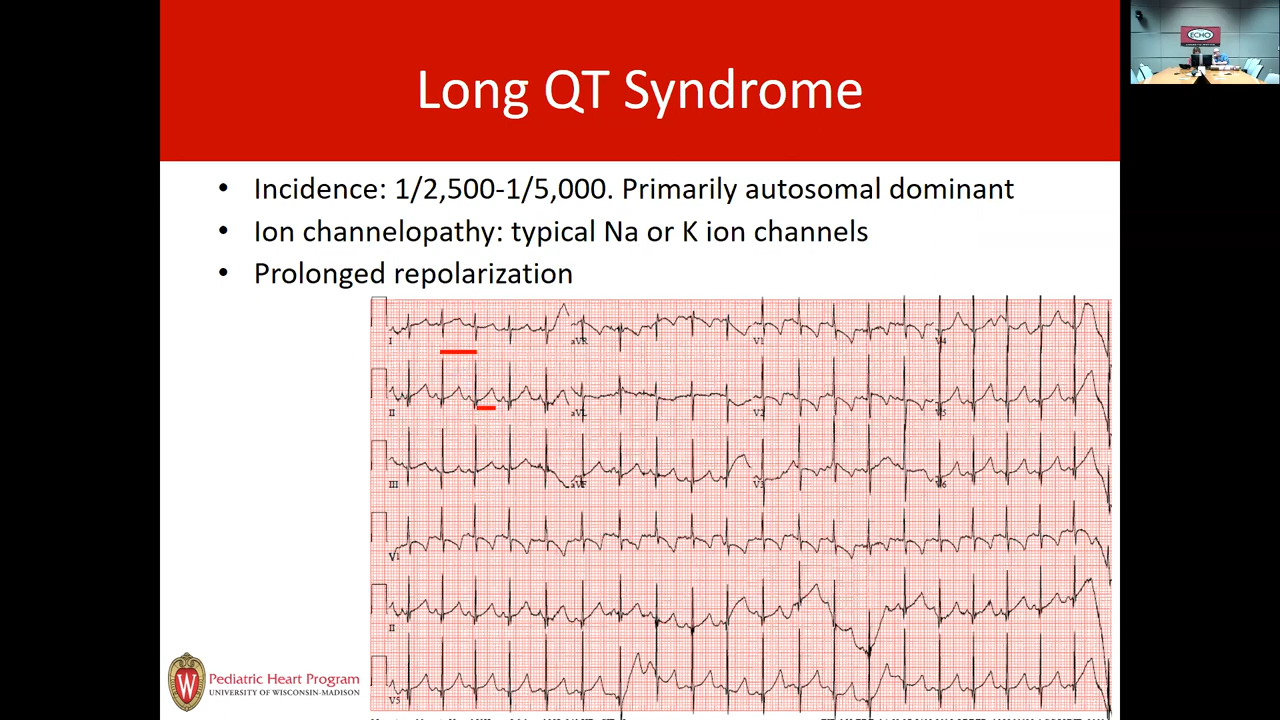 Long QT Syndrome
• Incidence: 1/2,500-1/5,000. Primarily autosomal dominant
• Ion channelopathy: typical Na or K ion channels
• Prolonged repolarization
I aVR V1 V4
II aVL V2 V5
III aVF V3 V6
V1
II
V5
W Pediatric Heart Program
UNIVERSITY OF WISCONSIN-MADISON
ECHO